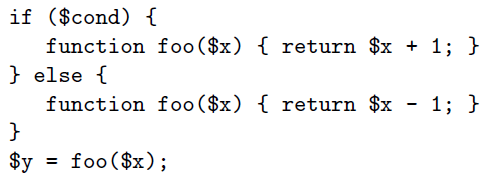 if ($cond) {
   function foo($x) { return $x + 1; }
} else {
   function foo($x) { return $x - 1; }
}
$y = foo($x);